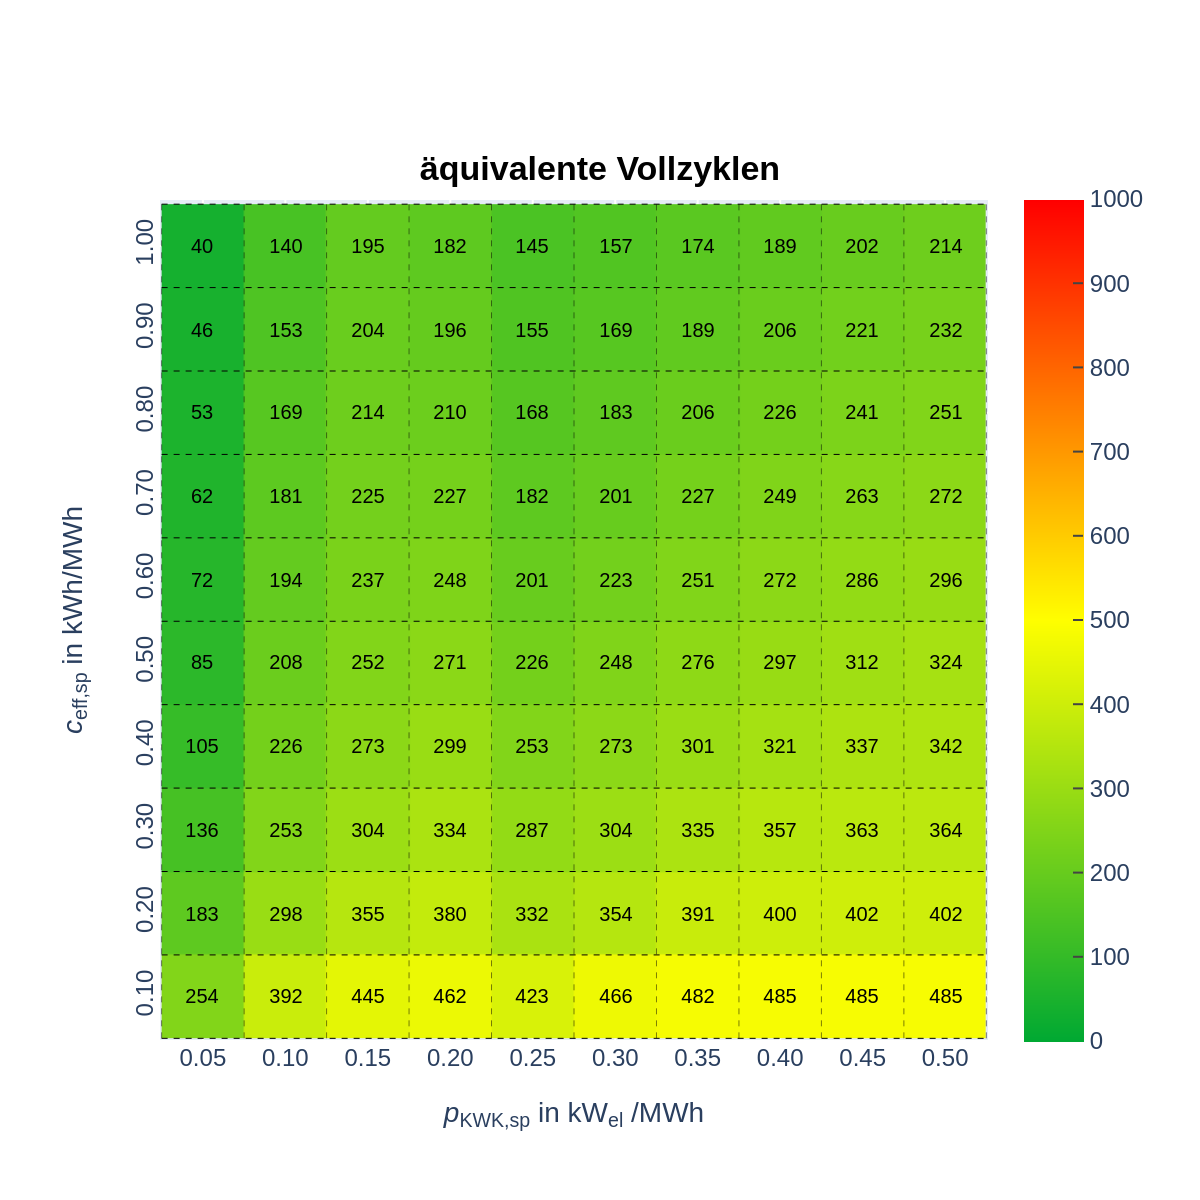 äquivalente Vollzyklen
1.00 40 140 195 182 145 157 174 189 202 214
0.90 46 153 204 196 155 169 189 206 221 232
0.80 53 169 214 210 168 183 206 226 241 251
0.70 62 181 225 227 182 201 227 249 263 272
0.60 72 194 237 248 201 223 251 272 286 296
0.50 85 208 252 271 226 248 276 297 312 324
0.40 105 226 273 299 253 273 301 321 337 342
0.30 136 253 304 334 287 304 335 357 363 364
0.20 183 298 355 380 332 354 391 400 402 402
0.10 254 392 445 462 423 466 482 485 485 485
0.05 0.10 0.15 0.20 0.25 0.30 0.35 0.40 0.45 0.50
c eff,sp in kWh/MWh
p KWK,sp in kW el /MWh
1000
900
800
700
600
500
400
300
200
100
0